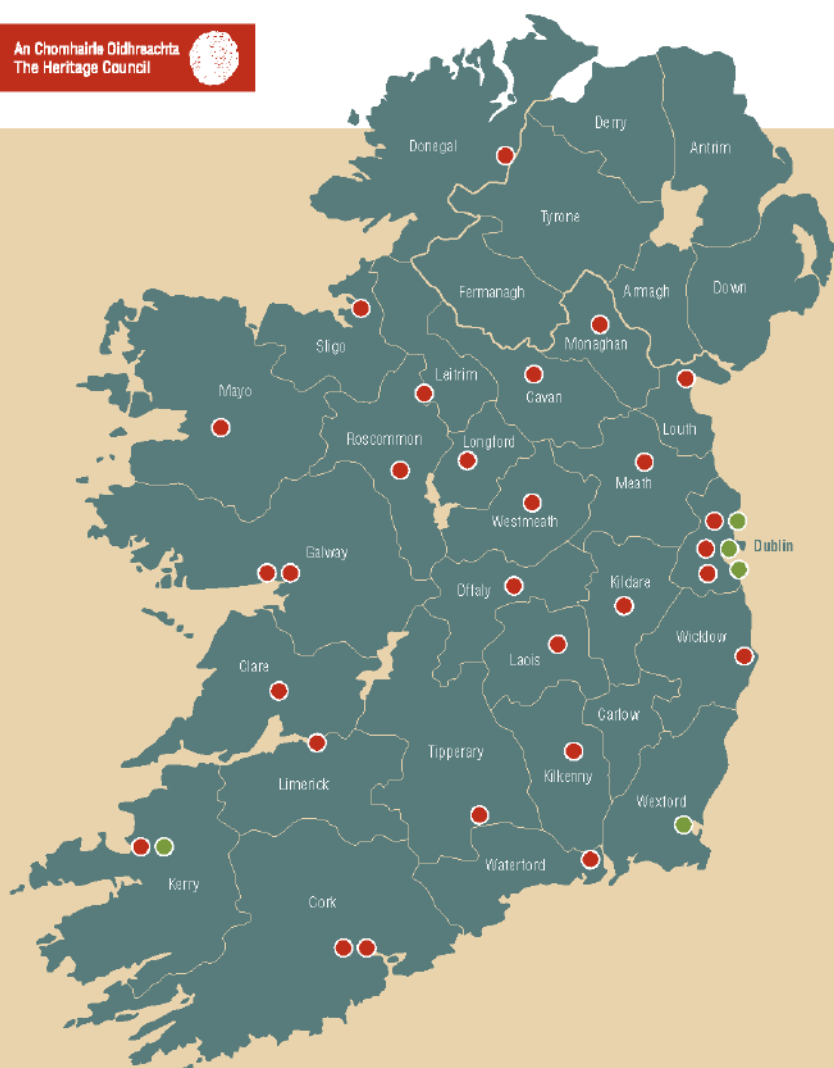 An Chomhairle Oidhreachta
The Heritage Council
Derry
Donegal
Antrim
Tyrone
Fermanagh
Armagh
Down
Sligo
Monaghan
Leitrim
Mayo
Cavan
Louth
Roscommon
Longford
Meath
Westmeath
Dublin
Galway
Offaly
Kildare
Wicklow
Laois
Clare
Carlow
Tipperary
Kilkenny
Limerick
Wexford
Waterford
Kerry
Cork